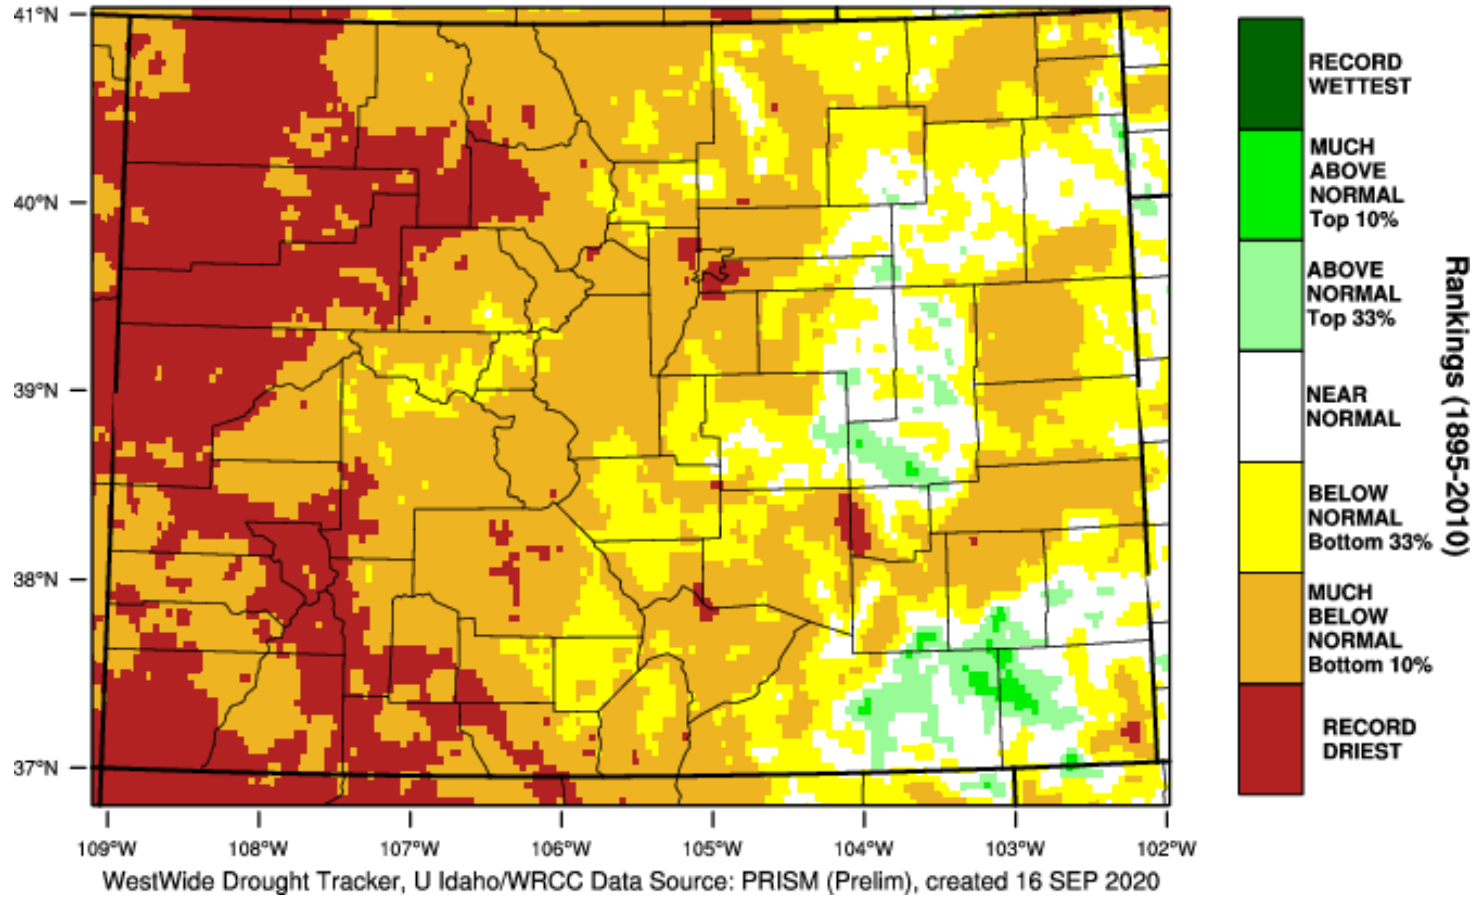 41°N
40°N
39°N
38°N
37°N
109°W 108°W 107°W 106°W 105°W 104°W 103°W 102°W
WestWide Drought Tracker, U Idaho/WRCC Data Source: PRISM (Prelim), created 16 SEP 2020
RECORD
WETTEST
MUCH
ABOVE
NORMAL
Top 10%
ABOVE
NORMAL
Top 33%
NEAR
NORMAL
BELOW
NORMAL
Bottom 33%
MUCH
BELOW
NORMAL
Bottom 10%
RECORD
DRIEST
Rankings (1895-2010)